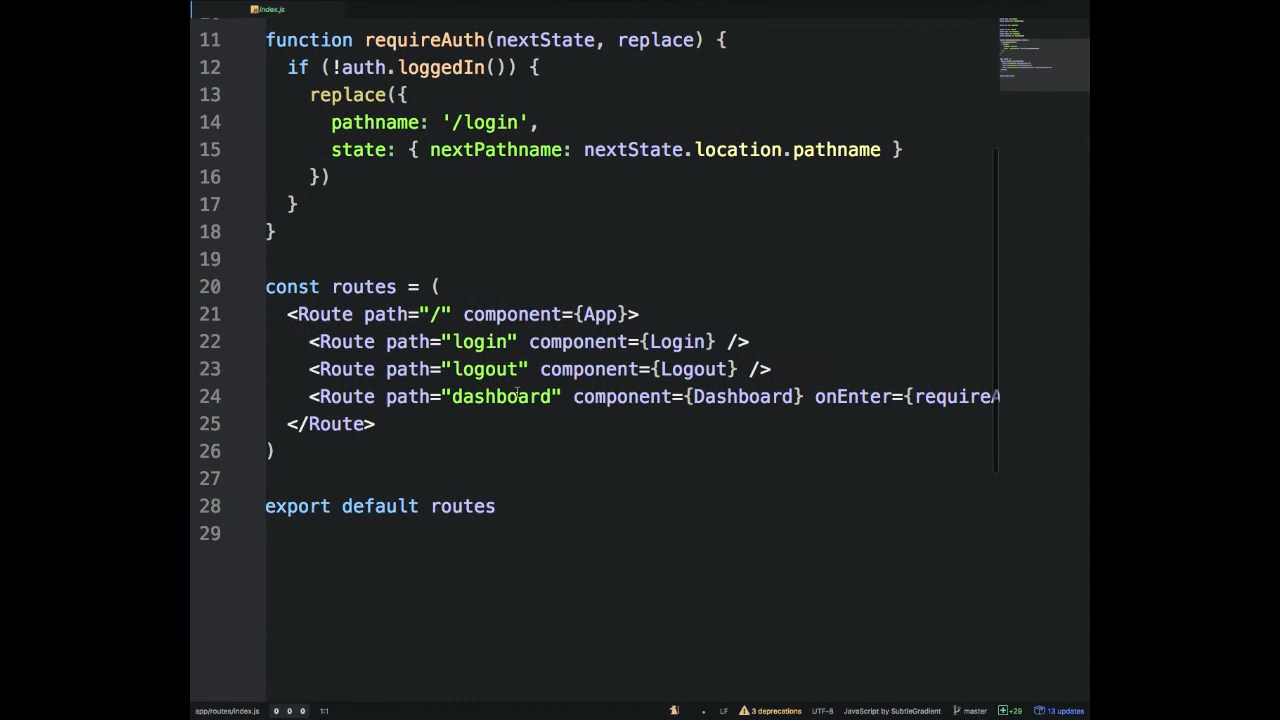 index.js
11 function requireAuth(nextState, replace) {
12 if (!auth.loggedIn()) {
13 replace({
14 pathname: '/login',
15 state: { nextPathname: nextState.location.pathname }
16 })
17 }
18 }
19
20 const routes = (
21 <Route path="/" component={App}>
22 <Route path="login" component={Login} />
23 <Route path="logout" component={Logout} />
24 <Route path="dashboard" component={Dashboard} onEnter={requireA
25 </Route>
26 )
27
28 export default routes
29
app/routes/index.js 0 0 0 1:1 LF 3 deprecations UTF-8 JavaScript by SubtleGradient master +29 13 updates